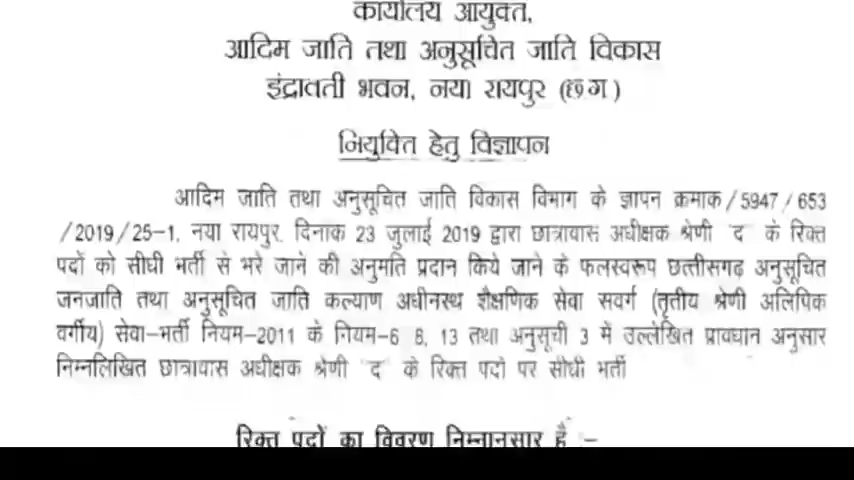 कार्यालय आयुक्त,
आदिम जाति तथा अनुसूचित जाति विकास
इंद्रावती भवन, नया रायपुर (छ ग )
नियुक्ति हेतु विज्ञापन
आदिम जाति तथा अनुसूचित जाति विकास विभाग के ज्ञापन क्रमाक / 5947 / 653
/ 2019 / 25-1, नया रायपुर, दिनाक 23 जुलाई 2019 द्वारा छात्रावास अधीक्षक श्रेणी 'द' के रिक्त
पदों को सीधी भर्ती से भरे जाने की अनुमति प्रदान किये जाने के फलस्वरूप छत्तीसगढ़ अनुसूचित
जनजाति तथा अनुसूचित जाति कल्याण अधीनस्थ शैक्षणिक सेवा सवर्ग (तृतीय श्रेणी अलिपिक
वर्गीय) सेवा-भर्ती नियम-2011 के नियम-6 8, 13 तथा अनुसूची 3 में उल्लेखित प्रावधान अनुसार
निम्नलिखित छात्रावास अधीक्षक श्रेणी 'द' के रिक्त पदो पर सीधी भर्ती
रिक्त पदों का विवरण निम्नानुसार है :-